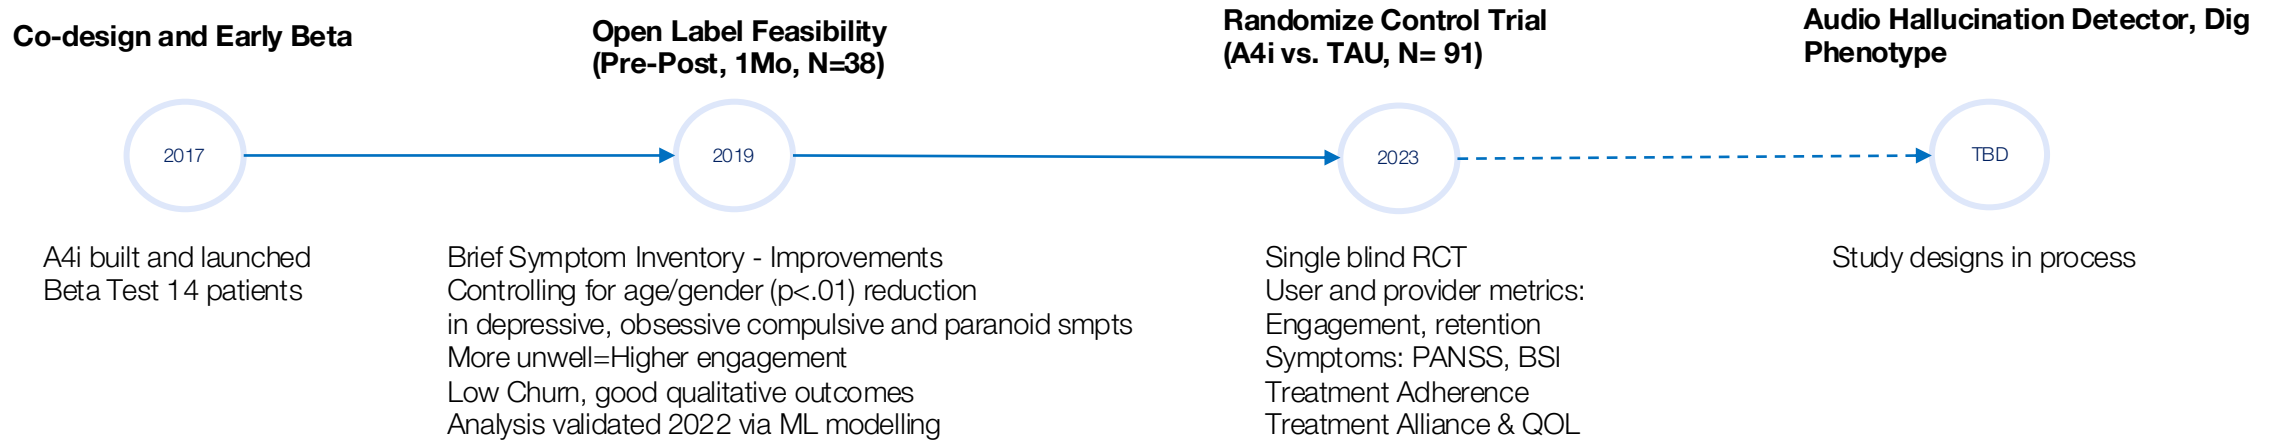 Co-design and Early Beta
Open Label Feasibility
(Pre-Post, 1Mo, N=38)
Randomize Control Trial
(A4i vs. TAU, N= 91)
Audio Hallucination Detector, Dig
Phenotype
2017
2019
2023
TBD
A4i built and launched
Beta Test 14 patients
Brief Symptom Inventory - Improvements
Controlling for age/gender (p<.01) reduction
in depressive, obsessive compulsive and paranoid smpts
More unwell=Higher engagement
Low Churn, good qualitative outcomes
Analysis validated 2022 via ML modelling
Single blind RCT
User and provider metrics:
Engagement, retention
Symptoms: PANSS, BSI
Treatment Adherence
Treatment Alliance & QOL
Study designs in process